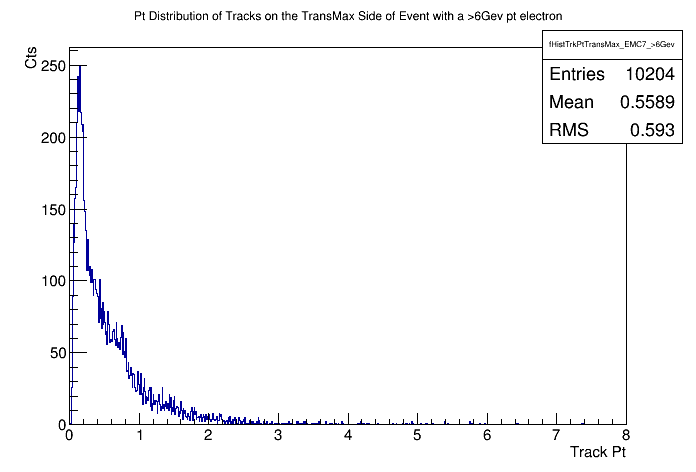 Pt Distribution of Tracks on the TransMax Side of Event with a >6Gev pt electron
fHistTrkPtTransMax_EMC7_>6Gev
Entries 10204
Mean 0.5589
RMS 0.593
Cts
250
200
150
100
50
0
0 1 2 3 4 5 6 7 8
Track Pt